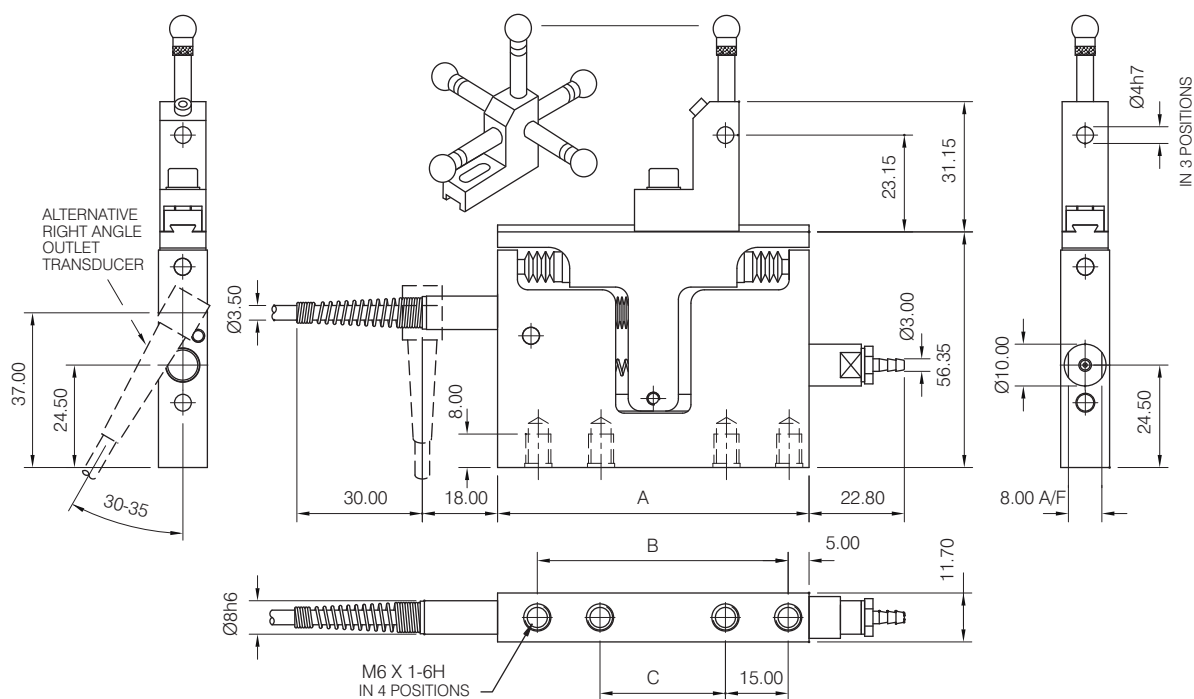 Ø4h7
IN 3 POSITIONS
31.15
23.15
ALTERNATIVE
RIGHT ANGLE
OUTLET
TRANSDUCER
Ø3.50
Ø3.00
56.35
Ø10.00
37.00
24.50
8.00
24.50
30-35
30.00
18.00
A
22.80
8.00 A/F
B
5.00
11.70
Ø8h6
M6 X 1-6H
IN 4 POSITIONS
C
15.00